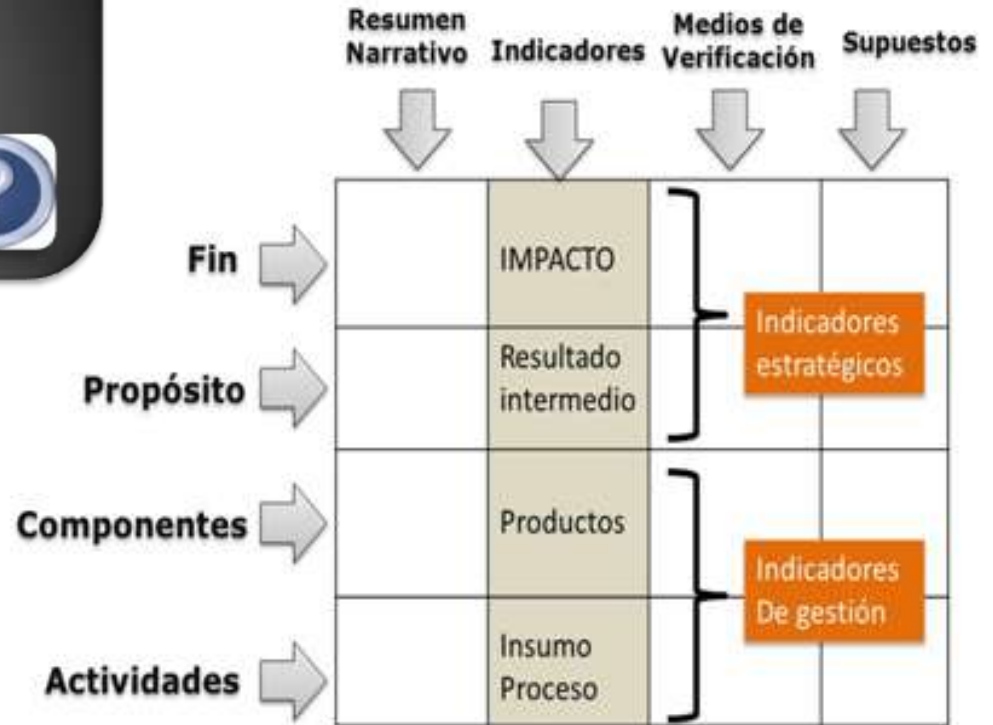 Resumen
Narrativo
Indicadores
Medios de
Verificación
Supuestos
Fin
IMPACTO
Indicadores
estratégicos
Propósito
Resultado
intermedio
Componentes
Productos
Indicadores
De gestión
Actividades
Insumo
Proceso